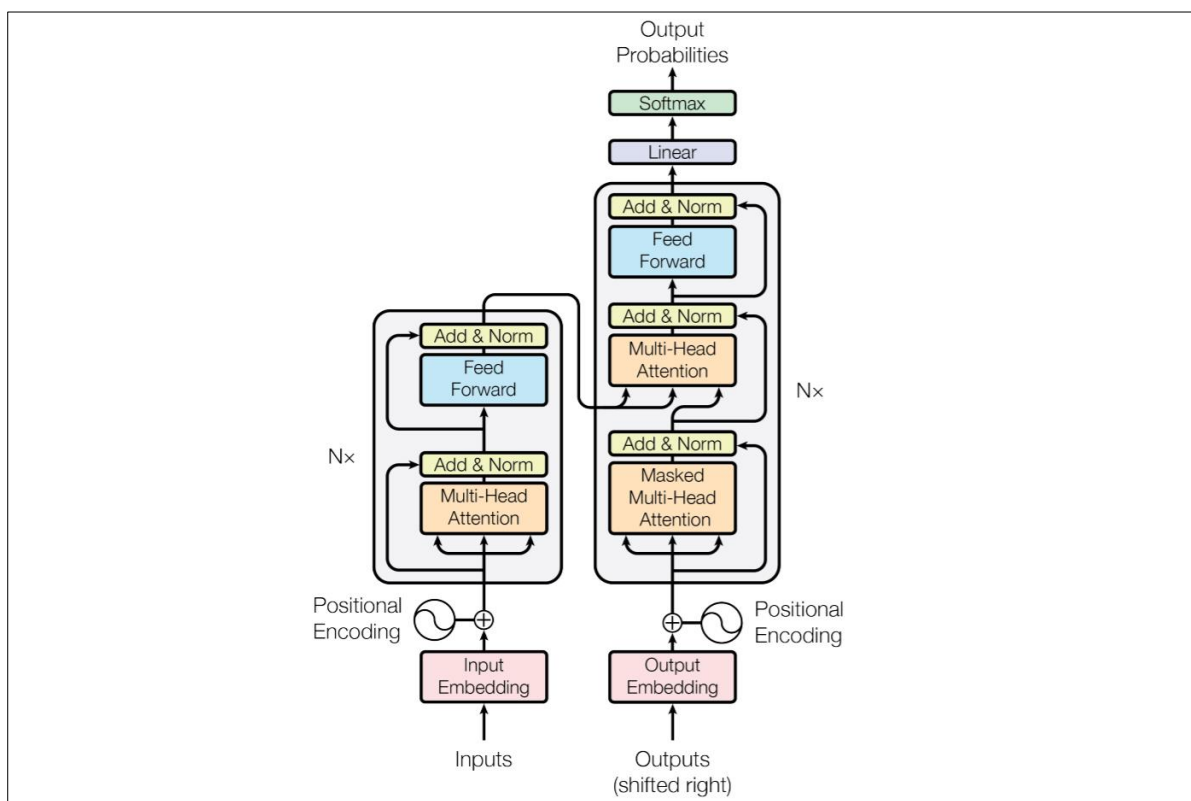 Output
Probabilities
Softmax
Linear
Add & Norm
Feed
Forward
Add & Norm
Multi-Head
Attention
Add & Norm
Masked
Multi-Head
Attention
N×
Add & Norm
Feed
Forward
Add & Norm
Multi-Head
Attention
N×
Positional
Encoding
Positional
Encoding
Input
Embedding
Output
Embedding
Inputs
Outputs
(shifted right)